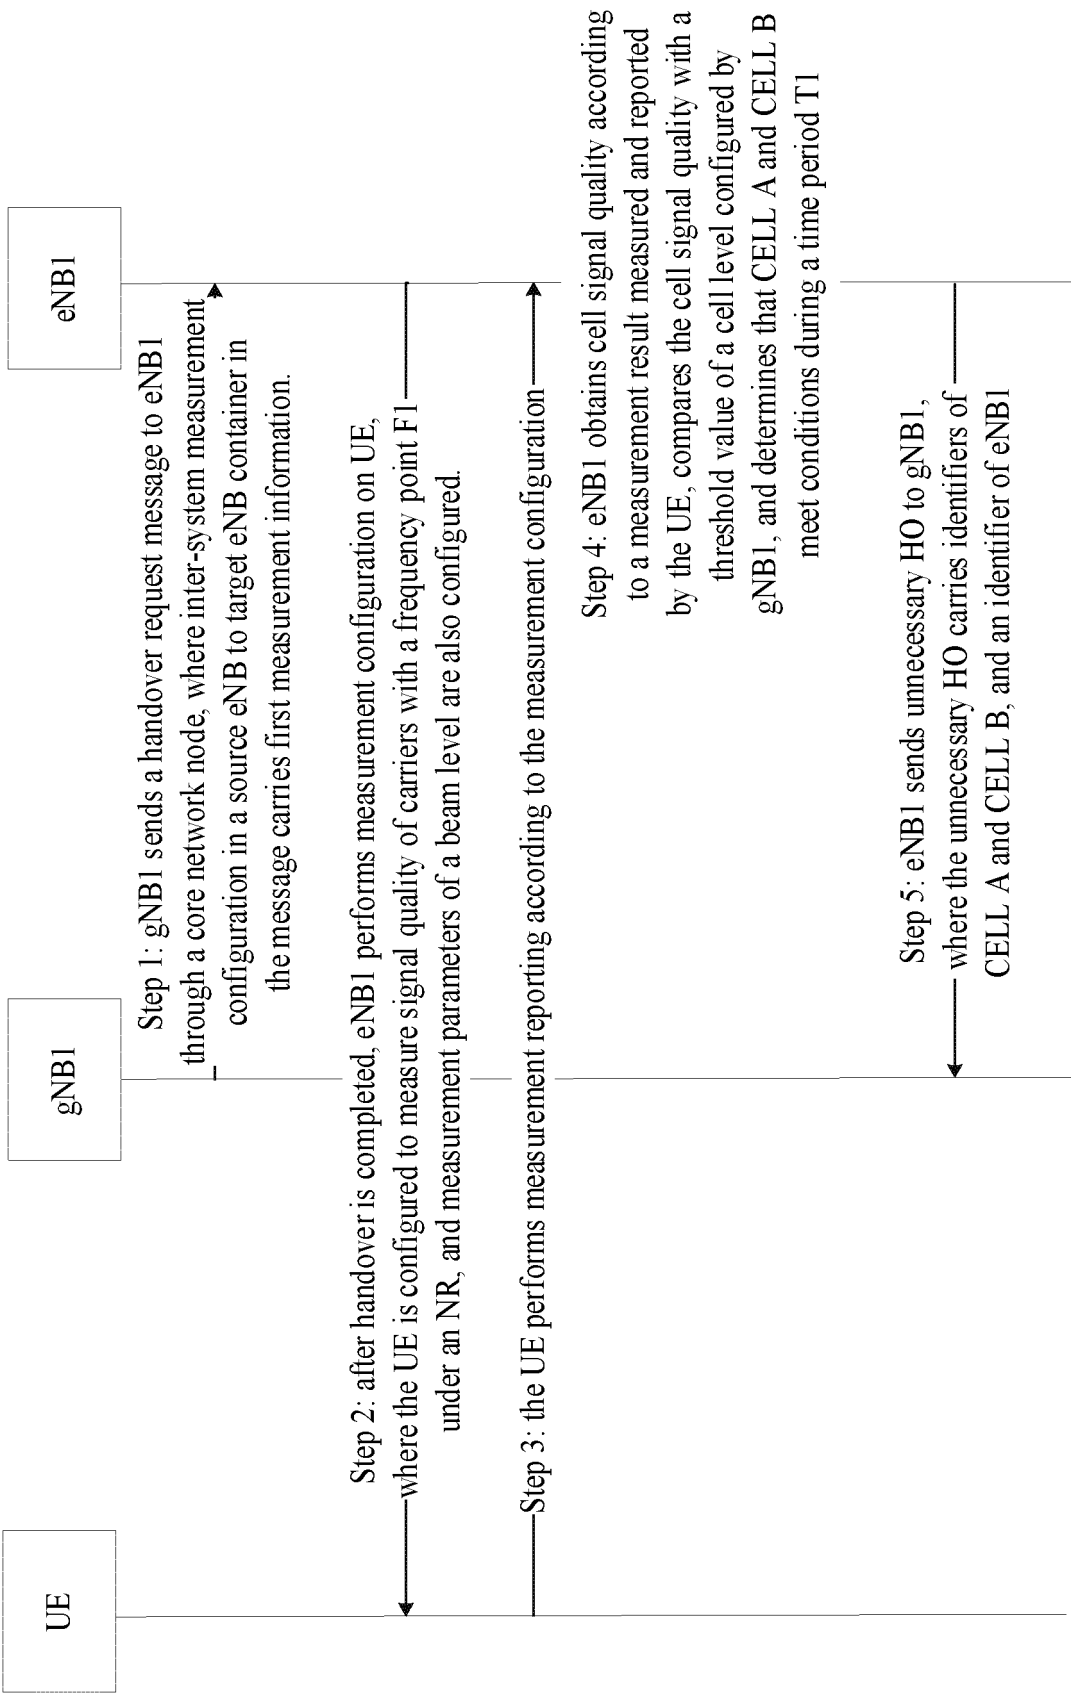 UE
gNB1
eNB1
Step 1: gNB1 sends a handover request message to eNB1
through a core network node, where inter-system measurement
configuration in a source eNB to target eNB container in
the message carries first measurement information.
Step 2: after handover is completed, eNB1 performs measurement configuration on UE,
where the UE is configured to measure signal quality of carriers with a frequency point F1
under an NR, and measurement parameters of a beam level are also configured.
Step 3: the UE performs measurement reporting according to the measurement configuration
Step 4: eNB1 obtains cell signal quality according
to a measurement result measured and reported
by the UE, compares the cell signal quality with a
threshold value of a cell level configured by
gNB1, and determines that CELL A and CELL B
meet conditions during a time period T1
Step 5: eNB1 sends unnecessary HO to gNB1,
where the unnecessary HO carries identifiers of
CELL A and CELL B, and an identifier of eNB1